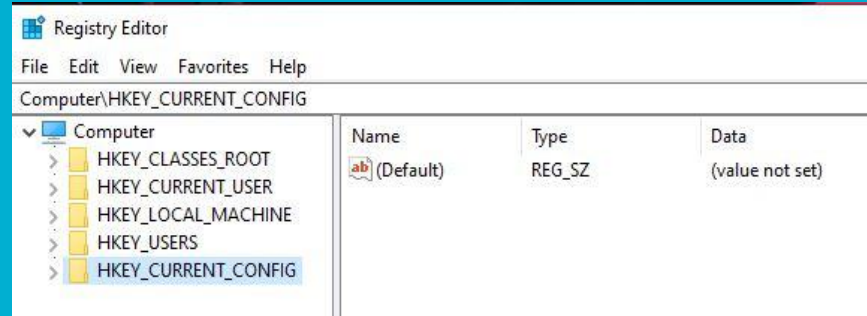 Registry Editor
File Edit View Favorites Help
Computer\HKEY_CURRENT_CONFIG
Computer
HKEY_CLASSES_ROOT
HKEY_CURRENT_USER
HKEY_LOCAL_MACHINE
HKEY_USERS
HKEY_CURRENT_CONFIG
Name Type Data
ab (Default) REG_SZ (value not set)